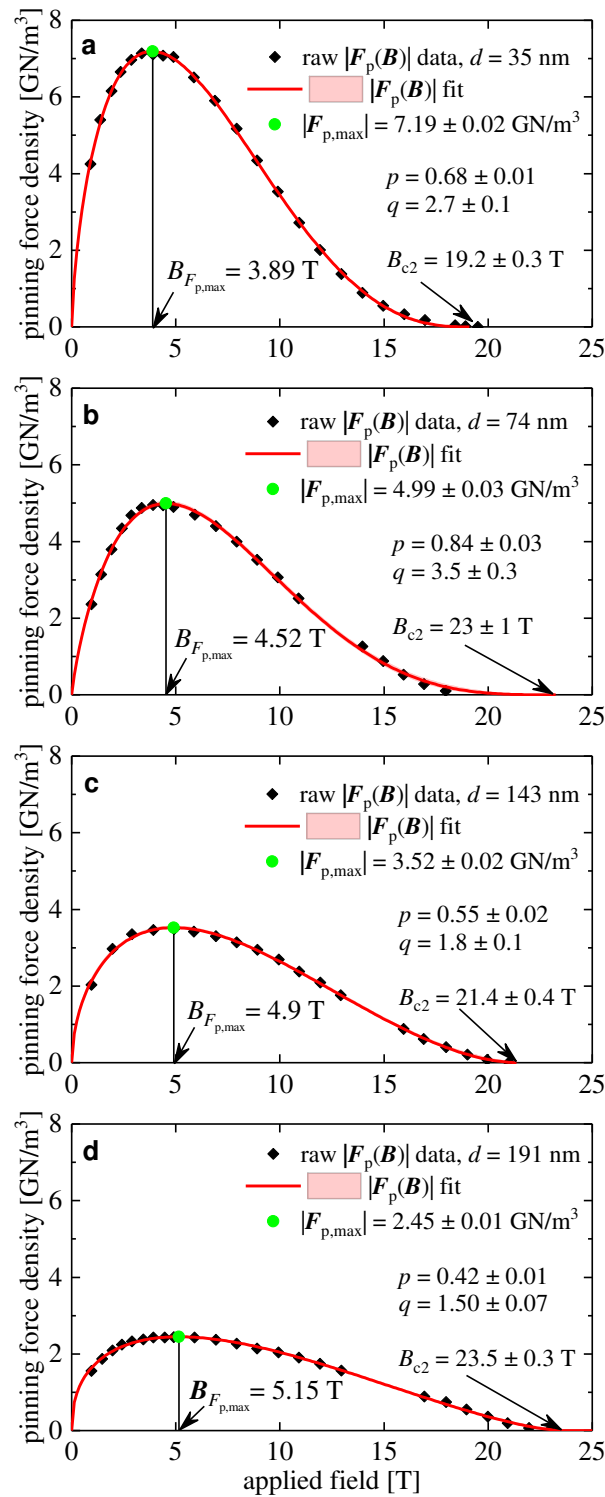 a
raw |Fp(B)| data, d = 35 nm
|Fp(B)| fit
|Fp,max| = 7.19 ± 0.02 GN/m³
p = 0.68 ± 0.01
q = 2.7 ± 0.1
BFp,max = 3.89 T
Bc2 = 19.2 ± 0.3 T
pinning force density [GN/m³]
8
6
4
2
0
0 5 10 15 20 25
b
raw |Fp(B)| data, d = 74 nm
|Fp(B)| fit
|Fp,max| = 4.99 ± 0.03 GN/m³
p = 0.84 ± 0.03
q = 3.5 ± 0.3
BFp,max = 4.52 T
Bc2 = 23 ± 1 T
pinning force density [GN/m³]
8
6
4
2
0
0 5 10 15 20 25
c
raw |Fp(B)| data, d = 143 nm
|Fp(B)| fit
|Fp,max| = 3.52 ± 0.02 GN/m³
p = 0.55 ± 0.02
q = 1.8 ± 0.1
BFp,max = 4.9 T
Bc2 = 21.4 ± 0.4 T
pinning force density [GN/m³]
8
6
4
2
0
0 5 10 15 20 25
d
raw |Fp(B)| data, d = 191 nm
|Fp(B)| fit
|Fp,max| = 2.45 ± 0.01 GN/m³
p = 0.42 ± 0.01
q = 1.50 ± 0.07
BFp,max = 5.15 T
Bc2 = 23.5 ± 0.3 T
pinning force density [GN/m³]
8
6
4
2
0
0 5 10 15 20 25
applied field [T]